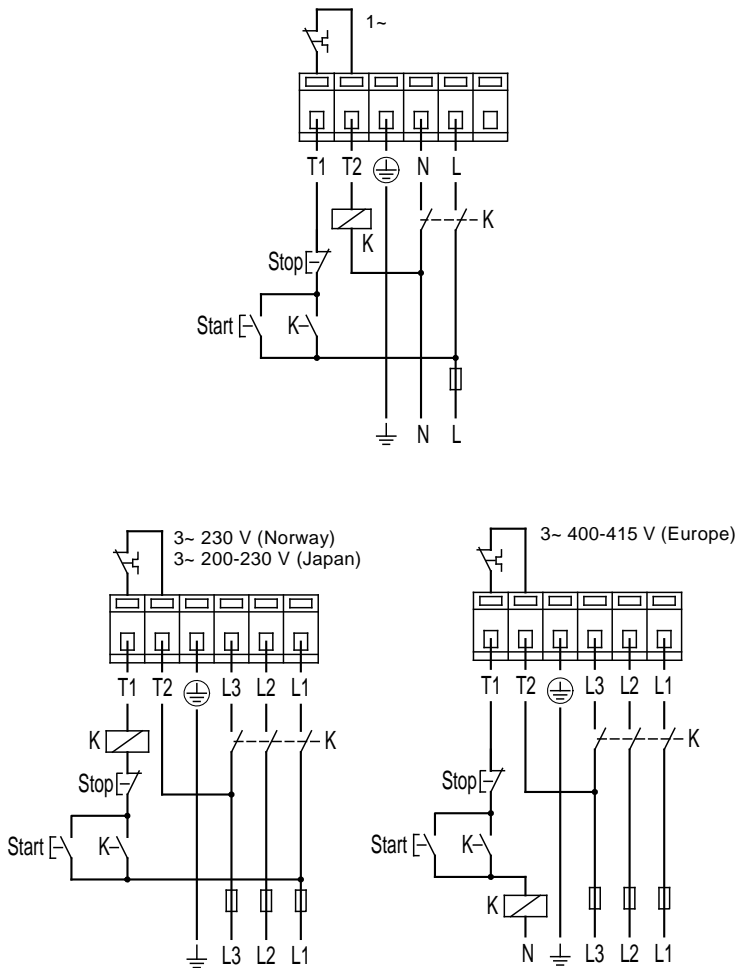 1~
T1 T2 N L
K
K
Stop
Start K
N L
3~ 230 V (Norway)
3~ 200-230 V (Japan)
T1 T2 L3 L2 L1
K K
Stop
Start K
L3 L2 L1
3~ 400-415 V (Europe)
T1 T2 L3 L2 L1
K
Stop
Start K
K
N L3 L2 L1